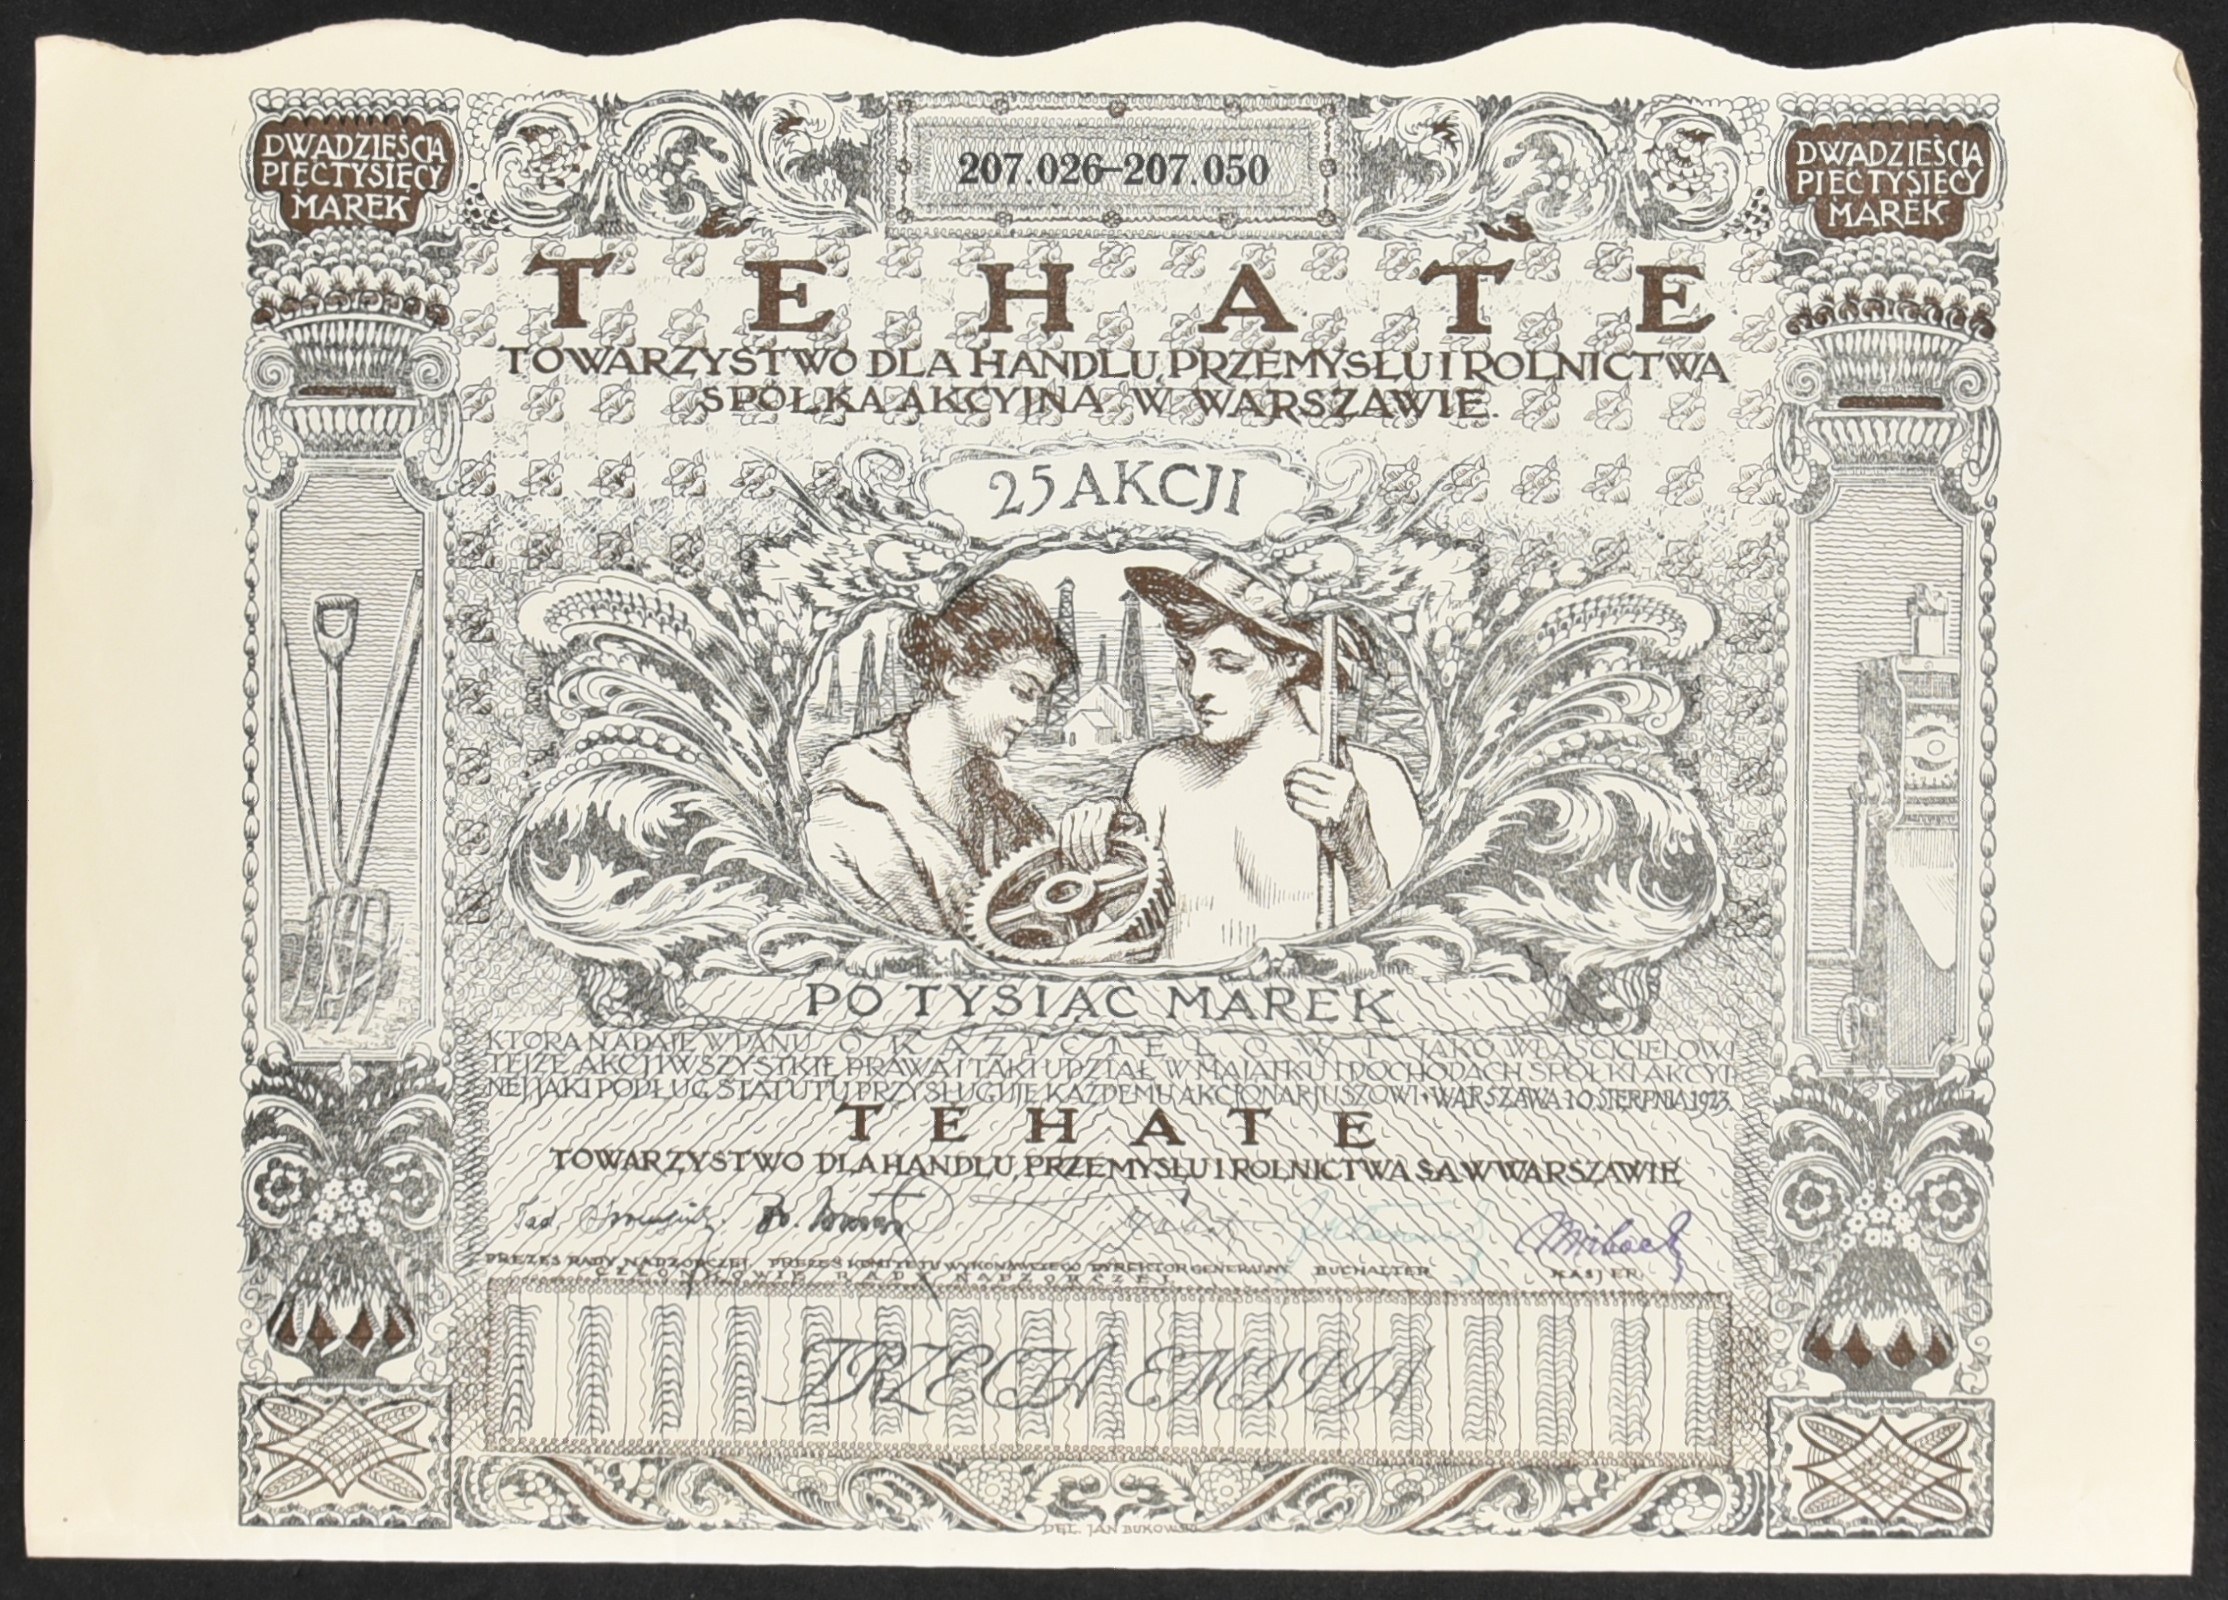 DWADZIEŚCIA
PIĘĆ TYSIĘCY
MAREK
207.026–207.050
DWADZIEŚCIA
PIĘĆ TYSIĘCY
MAREK
TEHATE
TOWARZYSTWO DLA HANDLU, PRZEMYSŁU I ROLNICTWA
SPÓŁKA AKCYJNA W WARSZAWIE.
25 AKCJI
PO TYSIĄC MAREK
KTÓRA NADAJE WPANU OKAZICIELOWI JAKO WŁAŚCICIELOWI
TEJŻE AKCJI WSZYSTKIE PRAWA I TAKI UDZIAŁ W MAJĄTKU I DOCHODACH SPÓŁKI AKCYJ
NEJ JAKI PODŁUG STATUTU PRZYSŁUGUJE KAŻDEMU AKCJONARJUSZOWI · WARSZAWA 10 SIERPNIA 1923.
TEHATE
TOWARZYSTWO DLA HANDLU, PRZEMYSŁU I ROLNICTWA S.A. W WARSZAWIE
PREZES RADY NADZORCZEJ PREZES KOMITETU WYKONAWCZEGO DYREKTOR GENERALNY BUCHALTER KASJER
CZŁONKOWIE RADY NADZORCZEJ
TRZECIA EMISJA
DEL. JAN BUKOWSKI